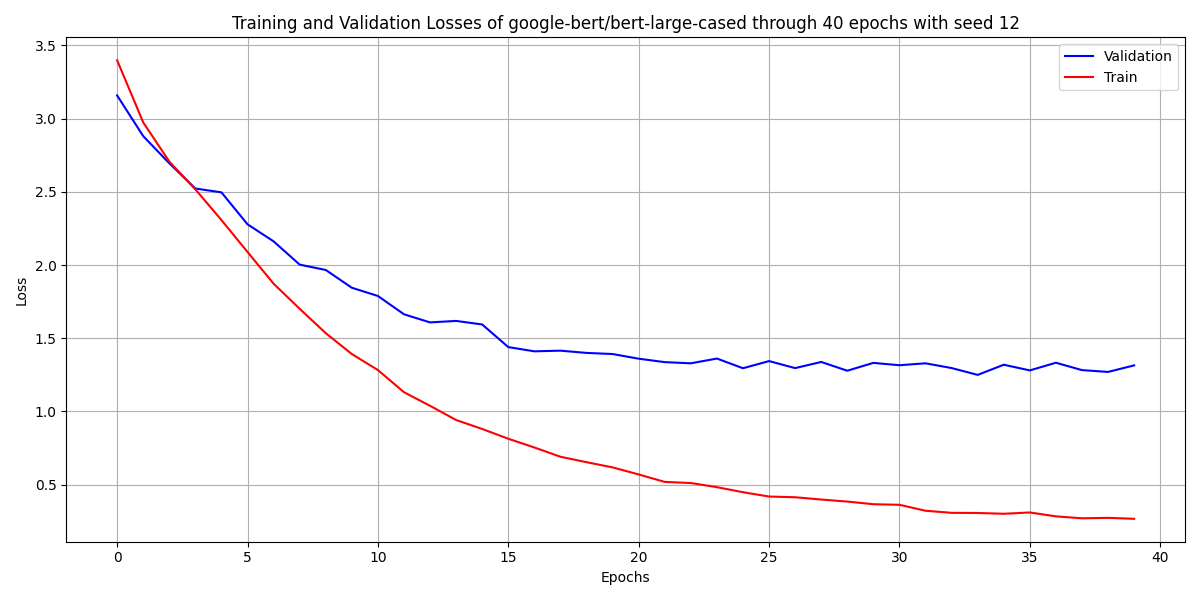 Training and Validation Losses of google-bert/bert-large-cased through 40 epochs with seed 12
Validation
Train
Loss
3.5
3.0
2.5
2.0
1.5
1.0
0.5
0 5 10 15 20 25 30 35 40
Epochs